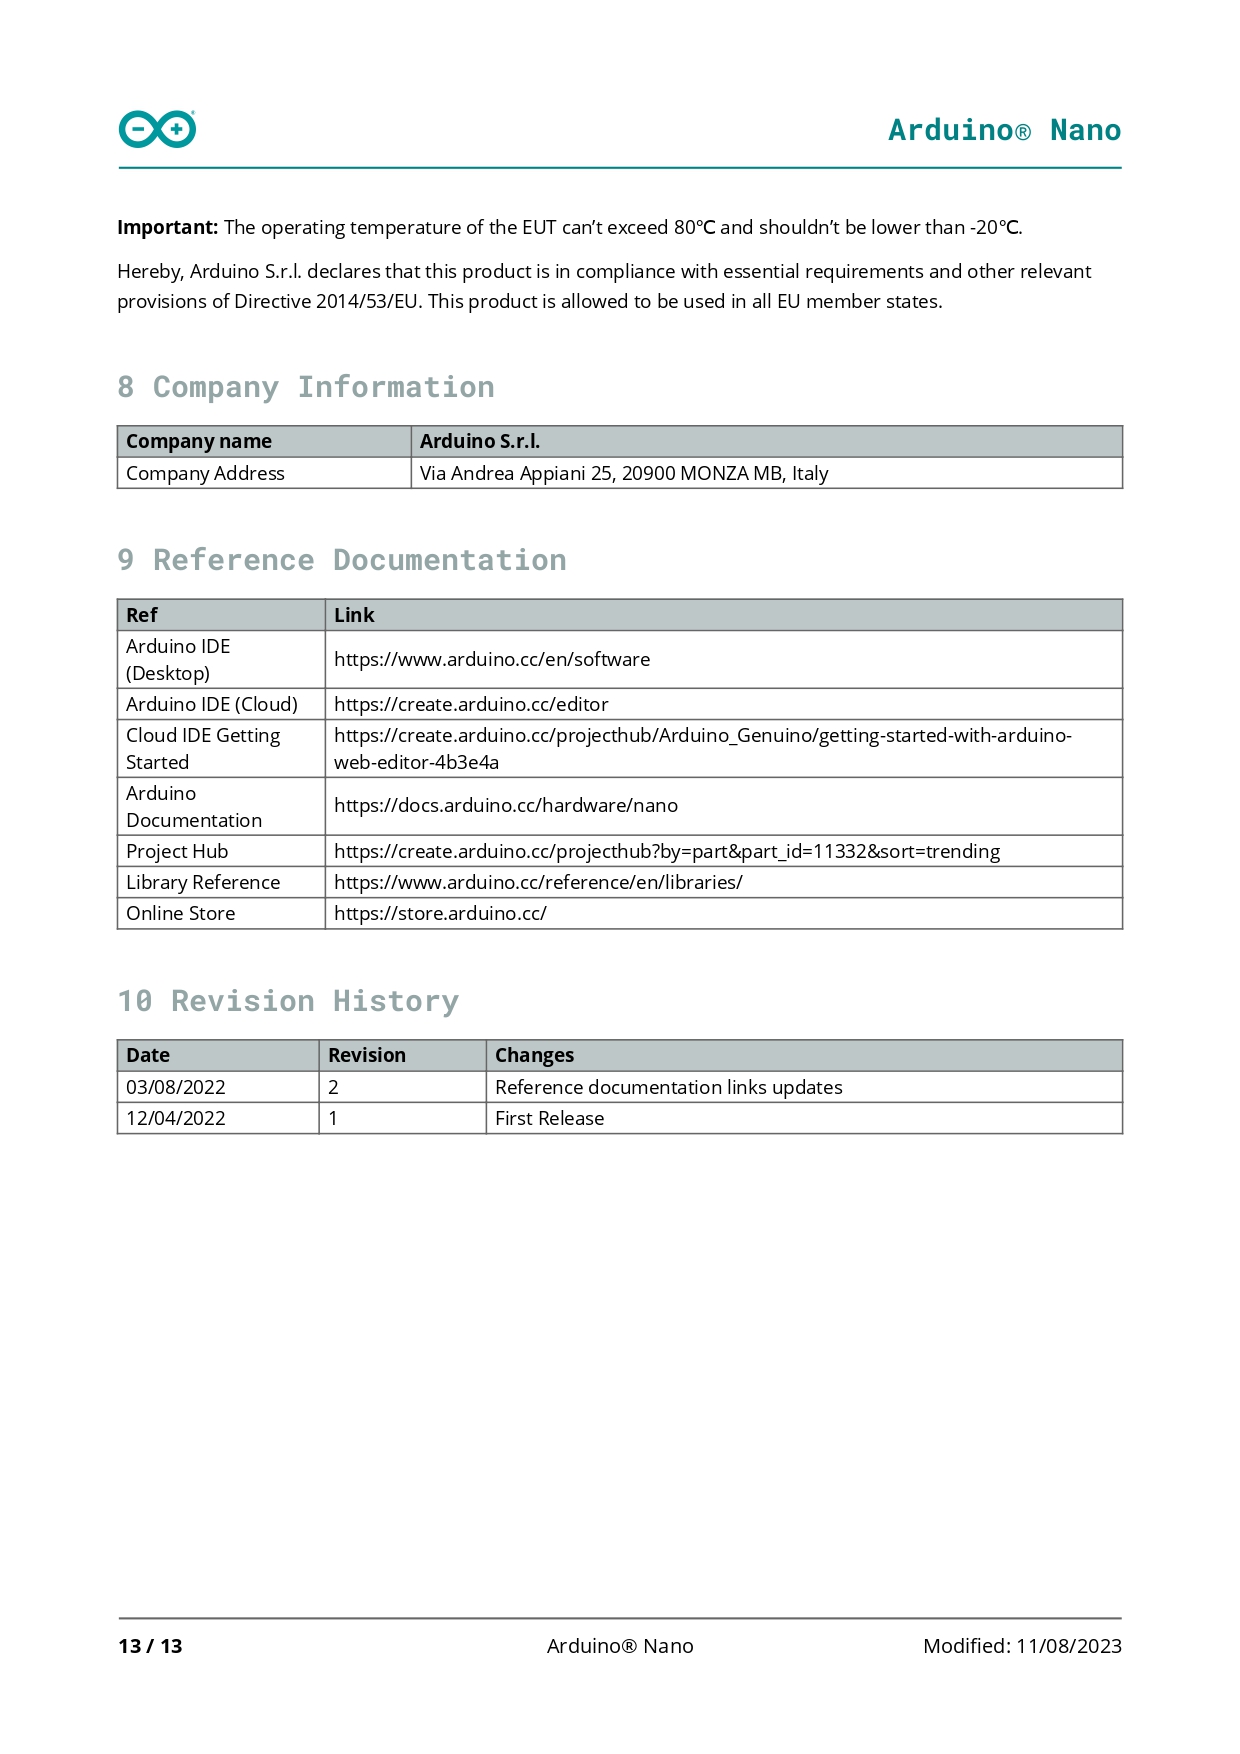 Arduino® Nano
Important: The operating temperature of the EUT can’t exceed 80℃ and shouldn’t be lower than -20℃.
Hereby, Arduino S.r.l. declares that this product is in compliance with essential requirements and other relevant
provisions of Directive 2014/53/EU. This product is allowed to be used in all EU member states.
8 Company Information
Company name Arduino S.r.l.
Company Address Via Andrea Appiani 25, 20900 MONZA MB, Italy
9 Reference Documentation
Ref Link
Arduino IDE
(Desktop)
https://www.arduino.cc/en/software
Arduino IDE (Cloud) https://create.arduino.cc/editor
Cloud IDE Getting
Started
https://create.arduino.cc/projecthub/Arduino_Genuino/getting-started-with-arduino-
web-editor-4b3e4a
Arduino
Documentation
https://docs.arduino.cc/hardware/nano
Project Hub https://create.arduino.cc/projecthub?by=part&part_id=11332&sort=trending
Library Reference https://www.arduino.cc/reference/en/libraries/
Online Store https://store.arduino.cc/
10 Revision History
Date Revision Changes
03/08/2022 2 Reference documentation links updates
12/04/2022 1 First Release
13 / 13 Arduino® Nano Modified: 11/08/2023